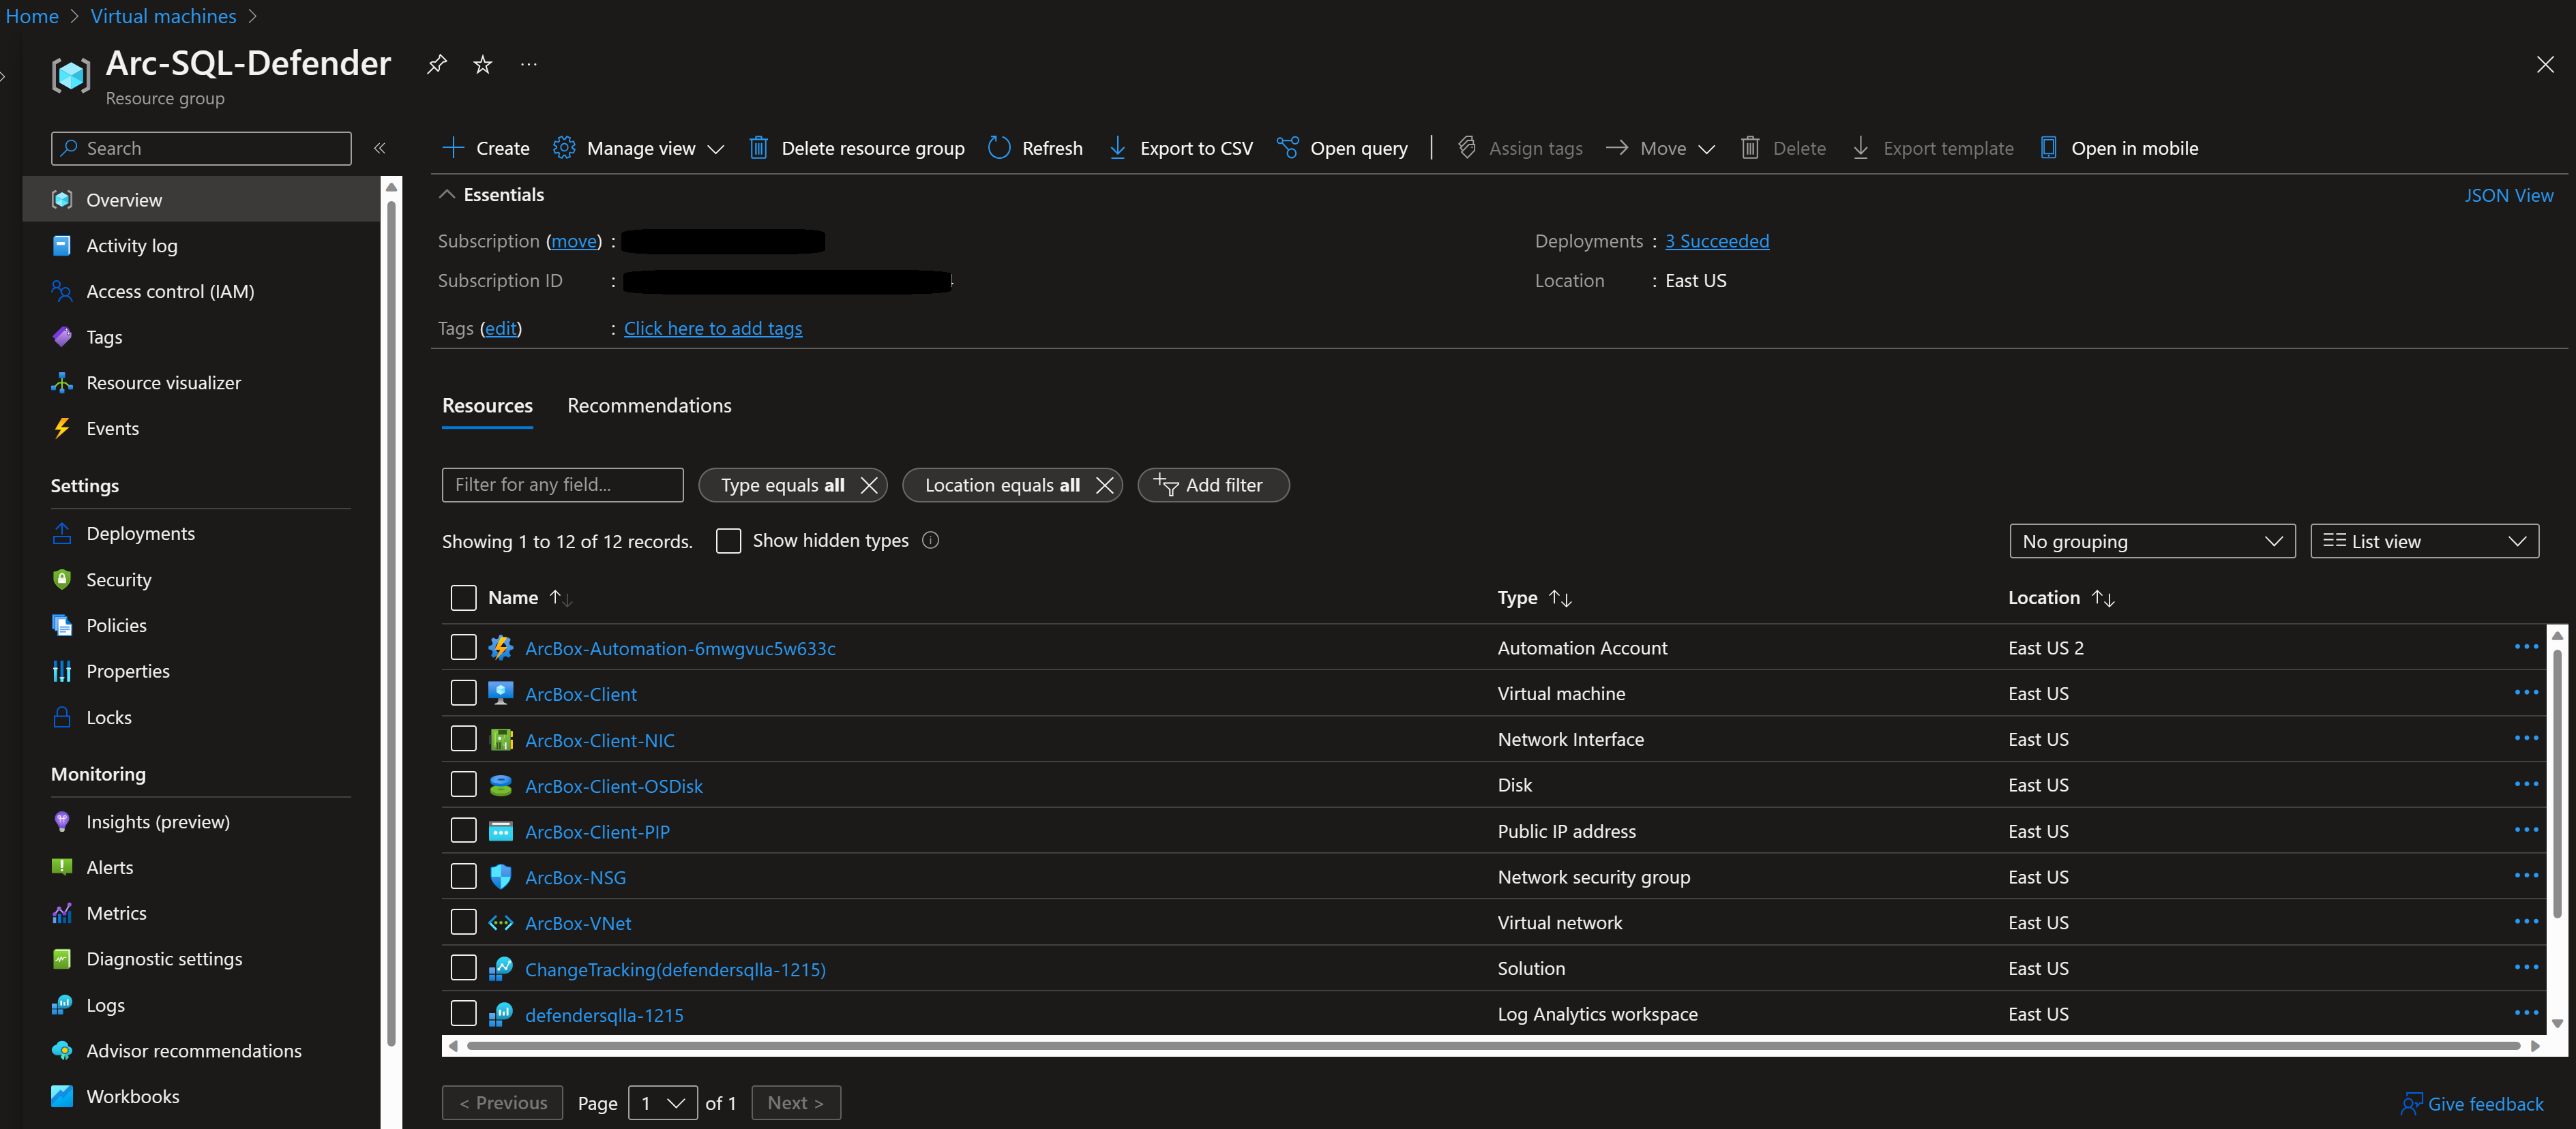 Home > Virtual machines >
Arc-SQL-Defender
Resource group
Search
Create
Manage view
Delete resource group
Refresh
Export to CSV
Open query
Assign tags
Move
Delete
Export template
Open in mobile
Overview
Activity log
Access control (IAM)
Tags
Resource visualizer
Events
Settings
Deployments
Security
Policies
Properties
Locks
Monitoring
Insights (preview)
Alerts
Metrics
Diagnostic settings
Logs
Advisor recommendations
Workbooks
Essentials
JSON View
Subscription (move) :
Deployments : 3 Succeeded
Subscription ID :
Location : East US
Tags (edit) : Click here to add tags
Resources Recommendations
Filter for any field...
Type equals all
Location equals all
Add filter
Showing 1 to 12 of 12 records.
Show hidden types
No grouping
List view
Name Type Location
ArcBox-Automation-6mwgvuc5w633c Automation Account East US 2
ArcBox-Client Virtual machine East US
ArcBox-Client-NIC Network Interface East US
ArcBox-Client-OSDisk Disk East US
ArcBox-Client-PIP Public IP address East US
ArcBox-NSG Network security group East US
ArcBox-VNet Virtual network East US
ChangeTracking(defendersqlla-1215) Solution East US
defendersqlla-1215 Log Analytics workspace East US
< Previous Page 1 of 1 Next >
Give feedback